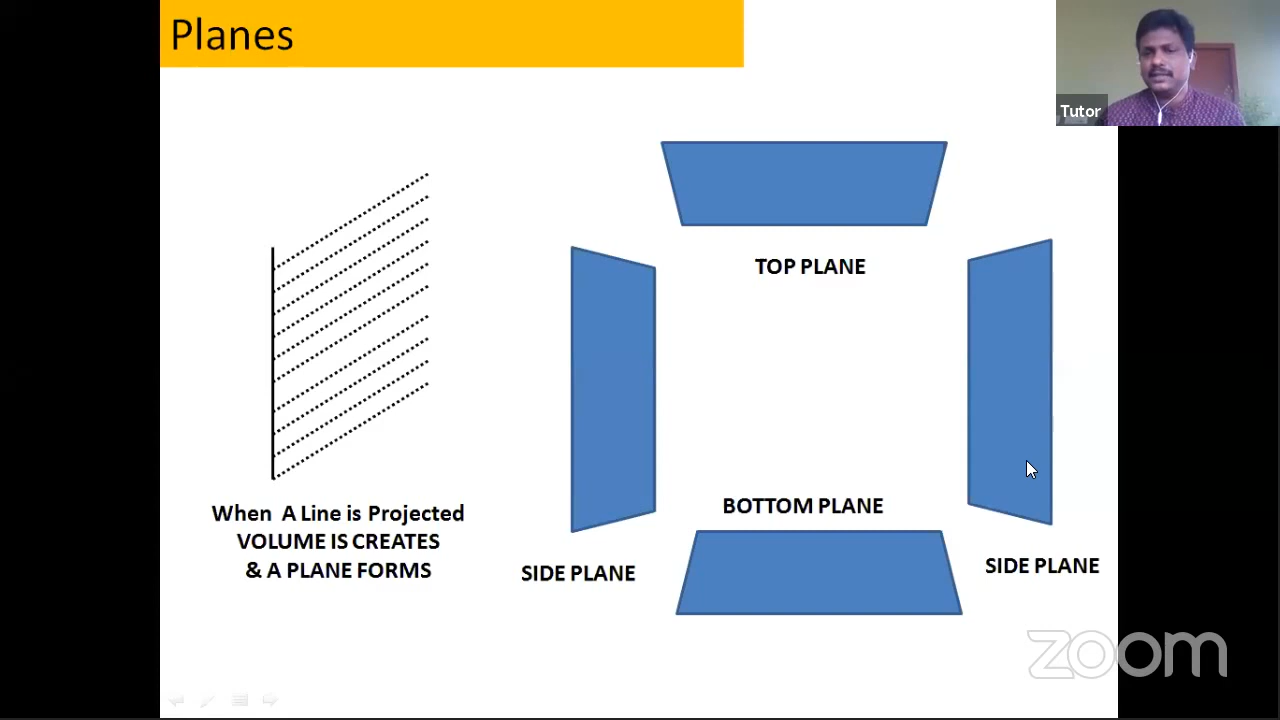 Planes
Tutor
TOP PLANE
When A Line is Projected
VOLUME IS CREATES
& A PLANE FORMS
BOTTOM PLANE
SIDE PLANE
SIDE PLANE
zoom